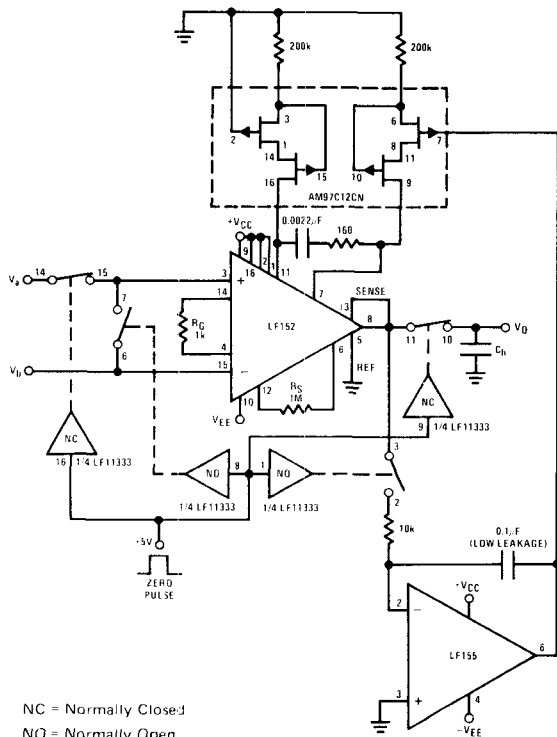 200k
200k
3
6
2
7
1
8
14
11
15
10
16
9
AM97C12CN
0.0022μF
160
+VCC
9
16
2
1
11
7
Va
14
15
3
+
14
SENSE
13
8
VO
11
10
7
RG
1k
LF152
5
REF
Ch
6
4
6
Vb
15
−
12
RS
1M
10
VEE
NC
9
1/4 LF11333
NC
16
1/4 LF11333
NO
8
1
NO
1/4 LF11333
1/4 LF11333
3
2
+5V
ZERO
PULSE
10k
0.1μF
(LOW LEAKAGE)
+VCC
2
−
LF155
6
3
+
4
−VEE
NC = Normally Closed
NO = Normally Open